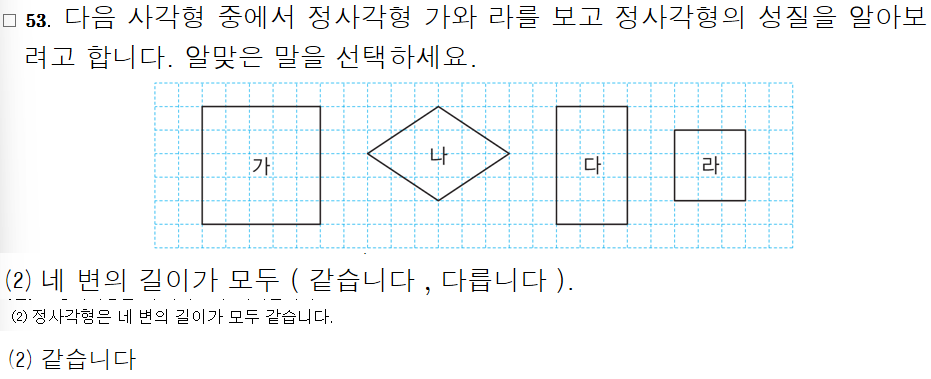 □ 53. 다음 사각형 중에서 정사각형 가와 라를 보고 정사각형의 성질을 알아보
려고 합니다. 알맞은 말을 선택하세요.
가 나 다 라
(2) 네 변의 길이가 모두 ( 같습니다 , 다릅니다 ).
(2) 정사각형은 네 변의 길이가 모두 같습니다.
(2) 같습니다